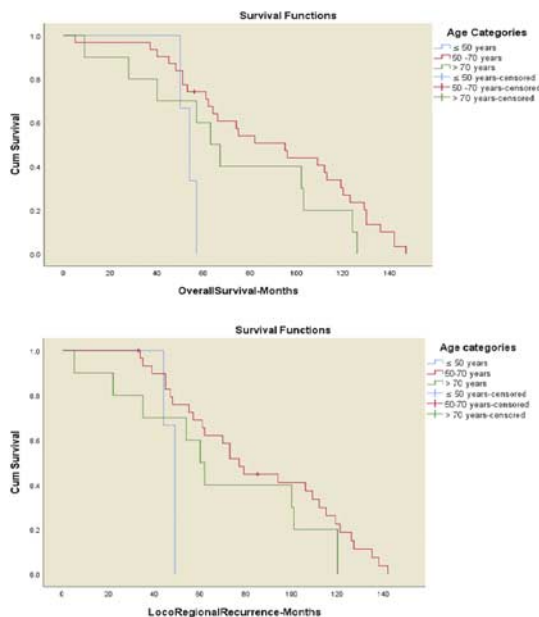 Survival Functions
Age Categories
≤ 50 years
50 -70 years
> 70 years
≤ 50 years-censored
50 -70 years-censored
> 70 years-censored
Cum Survival
1.0
0.8
0.6
0.4
0.2
0.0
0
20
40
60
80
100
120
140
OverallSurvival-Months
Survival Functions
Age categories
≤ 50 years
50-70 years
> 70 years
≤ 50 years-censored
50-70 years-censored
> 70 years-censored
Cum Survival
1.0
0.8
0.6
0.4
0.2
0.0
0
20
40
60
80
100
120
140
LocoRegionalRecurrence-Months